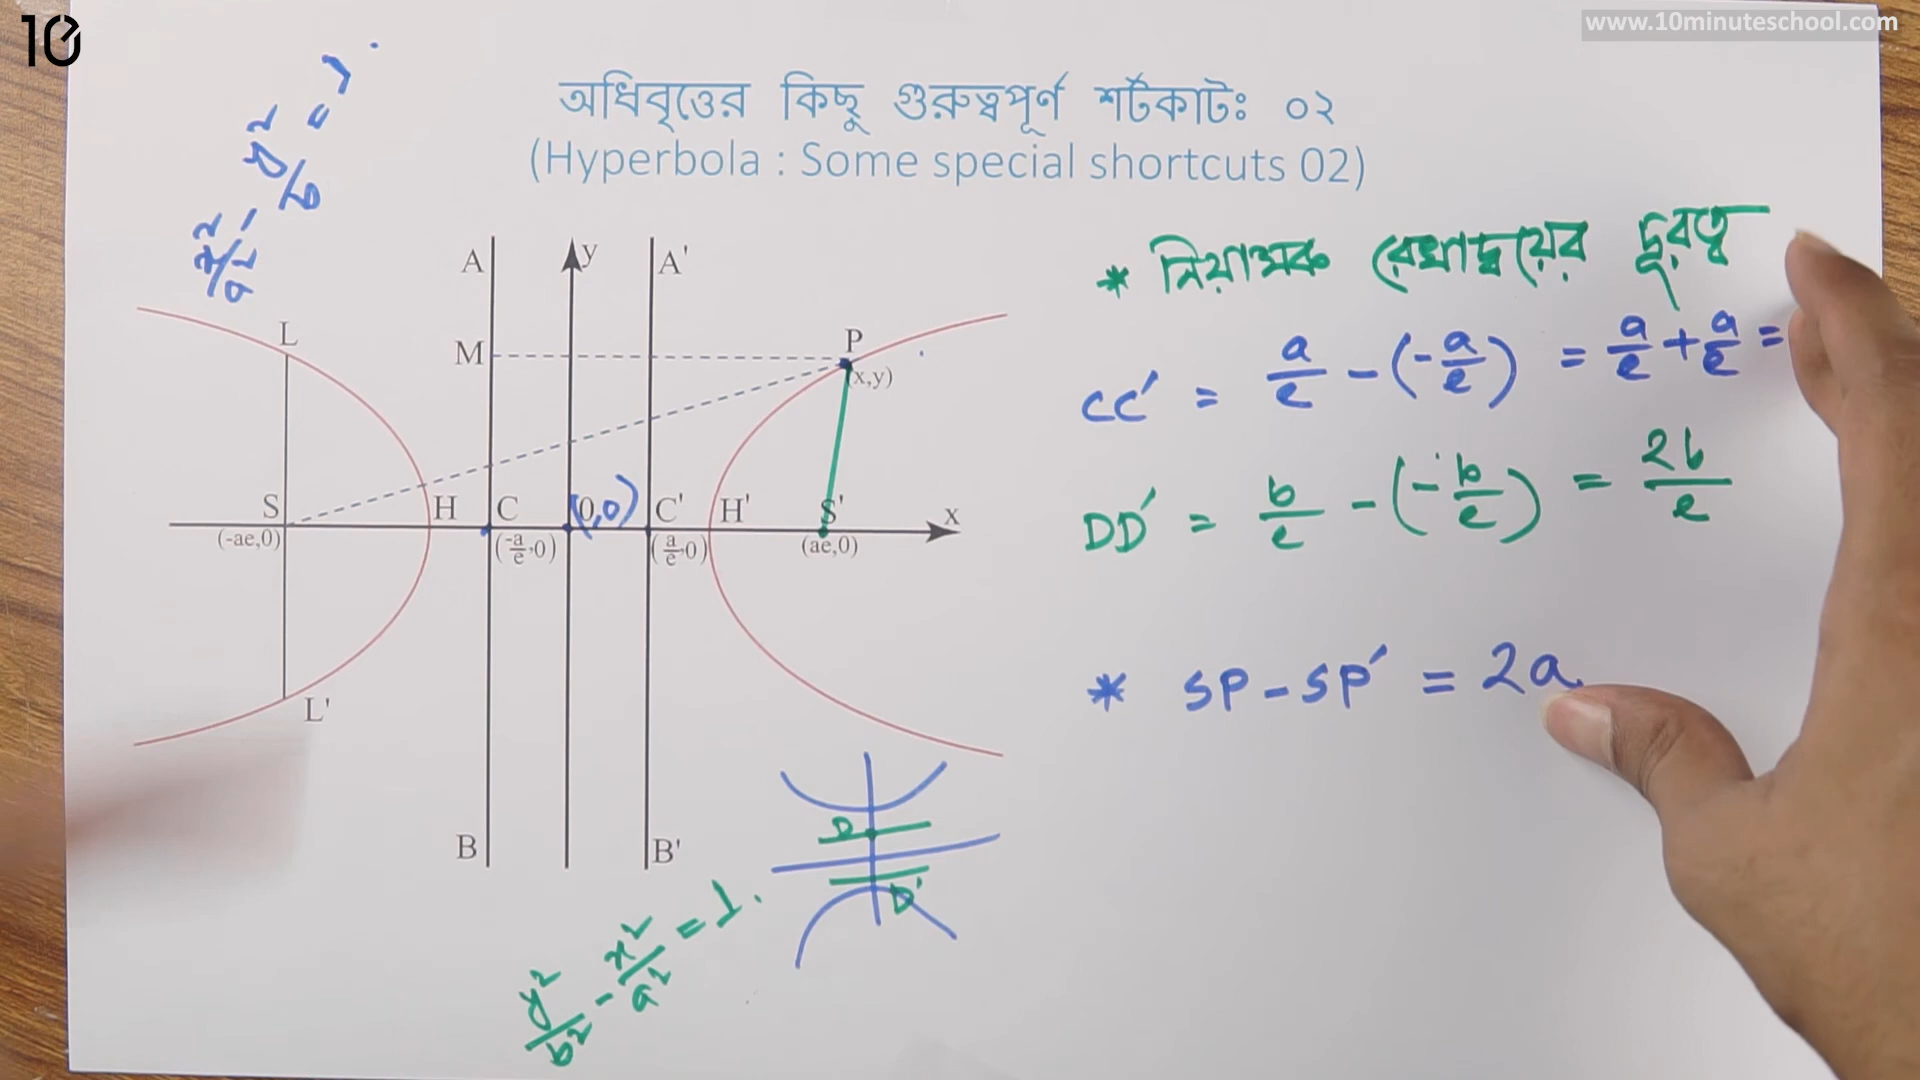 10
www.10minuteschool.com
অধিবৃত্তের কিছু গুরুত্বপূর্ণ শর্টকাটঃ ০২
(Hyperbola : Some special shortcuts 02)
x²/a² - y²/b² = 1
* নিয়ামক রেখাদ্বয়ের দূরত্ব
CC' = a/e - (-a/e) = a/e + a/e =
DD' = b/e - (-b/e) = 2b/e
* SP - SP' = 2a
A y A'
L M P
(x,y)
S H C (0,0) C' H' S' x
(-ae,0) (-a/e,0) (a/e,0) (ae,0)
L'
B B'
D
D'
y²/b² - x²/a² = 1.